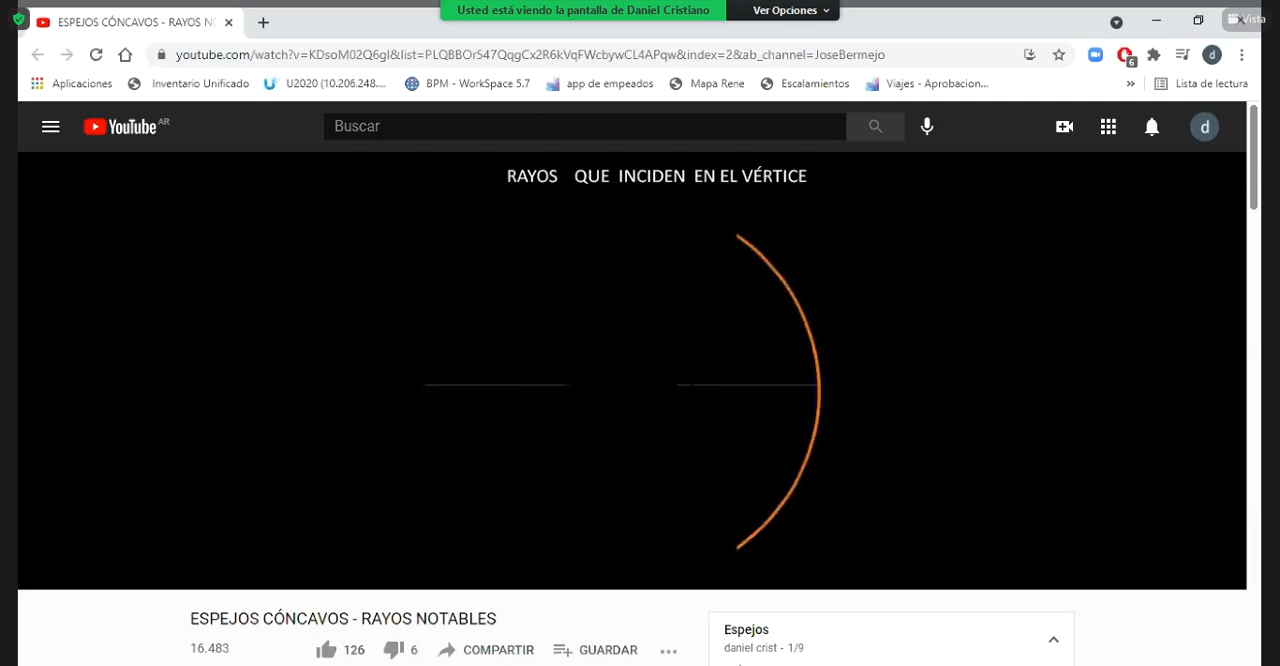 Usted está viendo la pantalla de Daniel Cristiano Ver Opciones
ESPEJOS CÓNCAVOS - RAYOS NO Vista
youtube.com/watch?v=KDsoM02Q6gI&list=PLQBBOr547QqgCx2R6kVqFWcbywCL4APqw&index=2&ab_channel=JoseBermejo 6 d
Aplicaciones Inventario Unificado U2020 (10.206.248.... BPM - WorkSpace 5.7 app de empeados Mapa Rene Escalamientos Viajes - Aprobacion... » Lista de lectura
YouTube AR Buscar d
RAYOS QUE INCIDEN EN EL VÉRTICE
ESPEJOS CÓNCAVOS - RAYOS NOTABLES
16.483 126 6 COMPARTIR GUARDAR
Espejos
daniel crist - 1/9